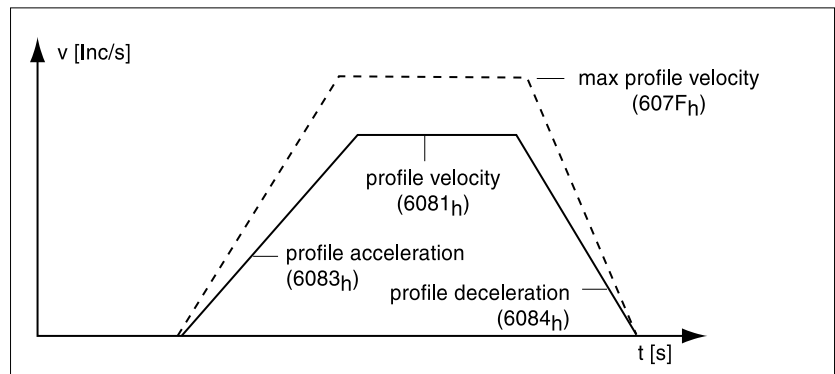 v [Inc/s]
max profile velocity
(607Fh)
profile velocity
(6081h)
profile acceleration
(6083h)
profile deceleration
(6084h)
t [s]